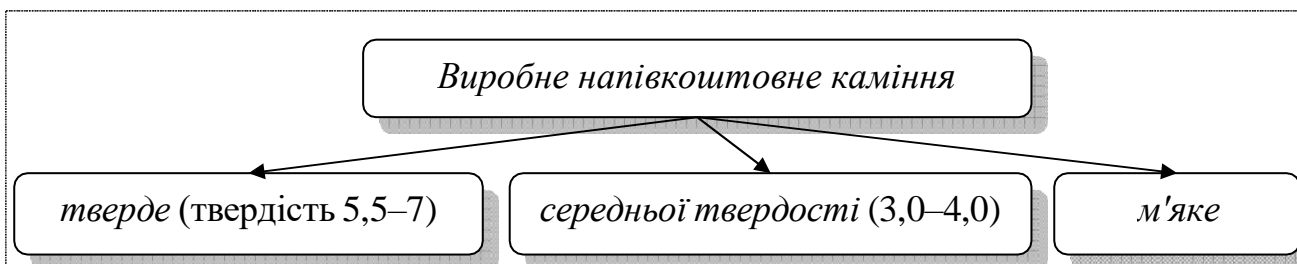 Виробне напівкоштовне каміння
тверде (твердість 5,5–7)
середньої твердості (3,0–4,0)
м'яке